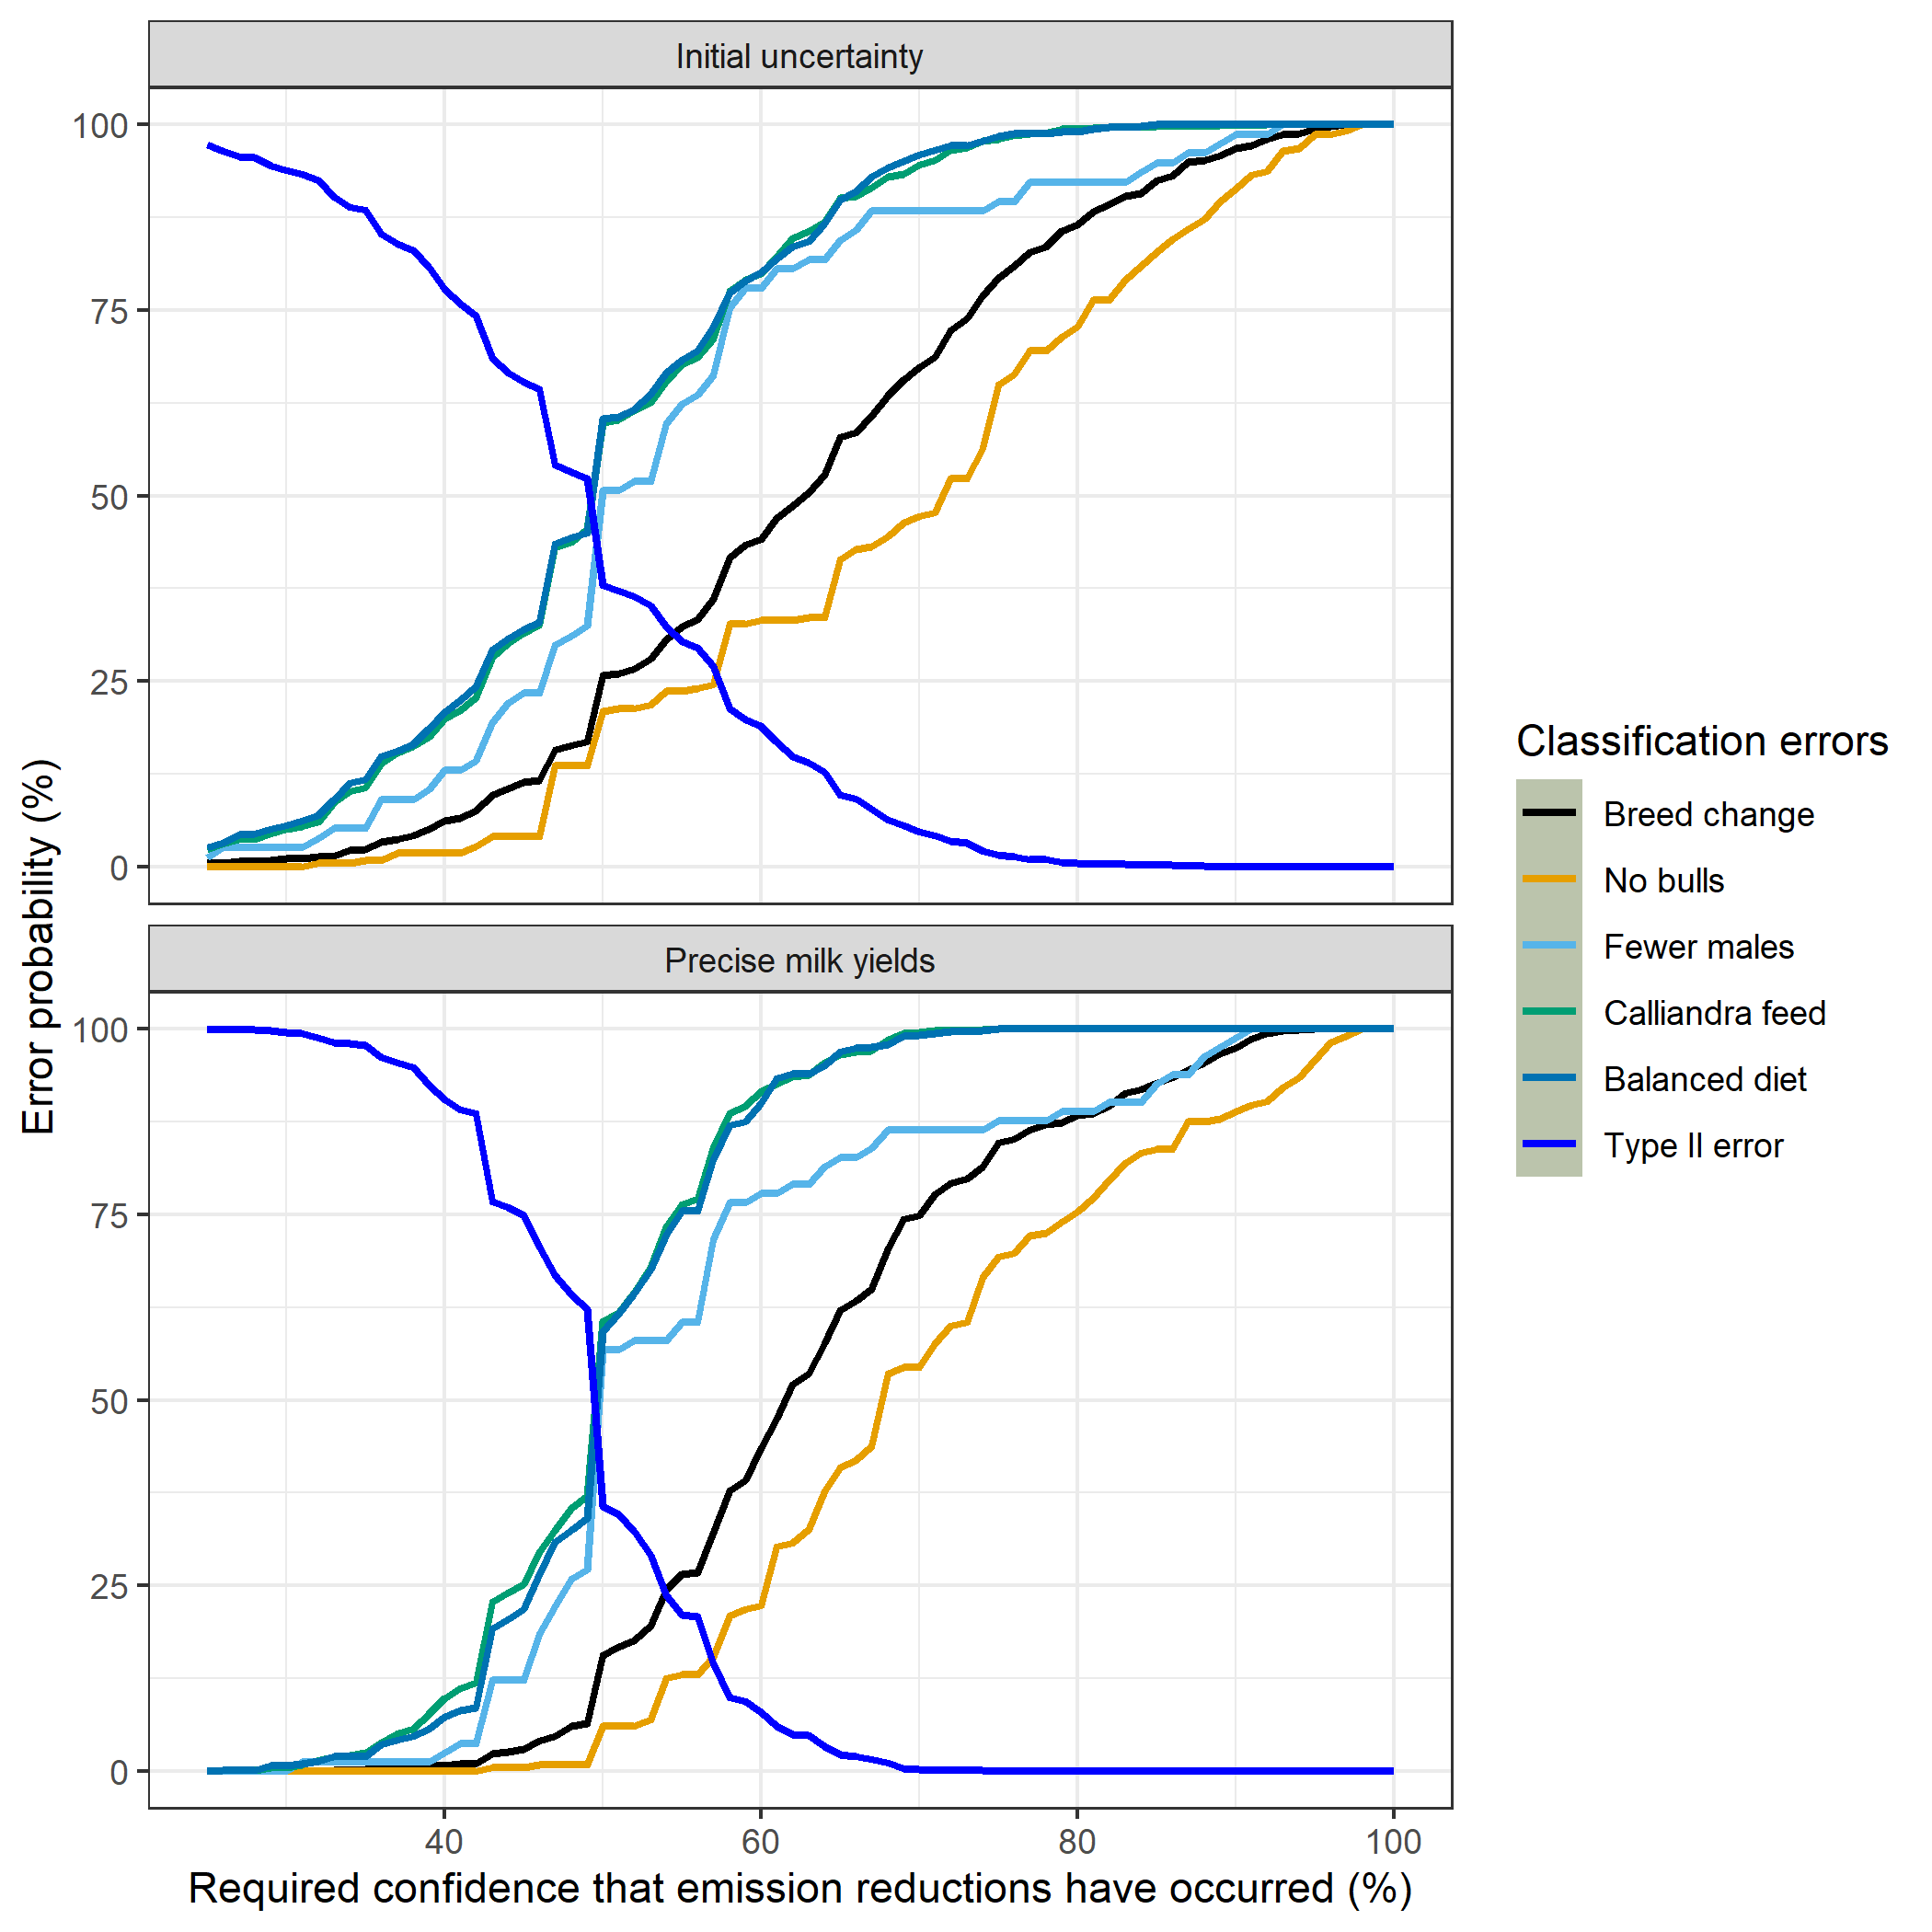 Initial uncertainty
100
75
50
25
0
Precise milk yields
100
75
50
25
0
40 60 80 100
Required confidence that emission reductions have occurred (%)
Error probability (%)
Classification errors
Breed change
No bulls
Fewer males
Calliandra feed
Balanced diet
Type II error